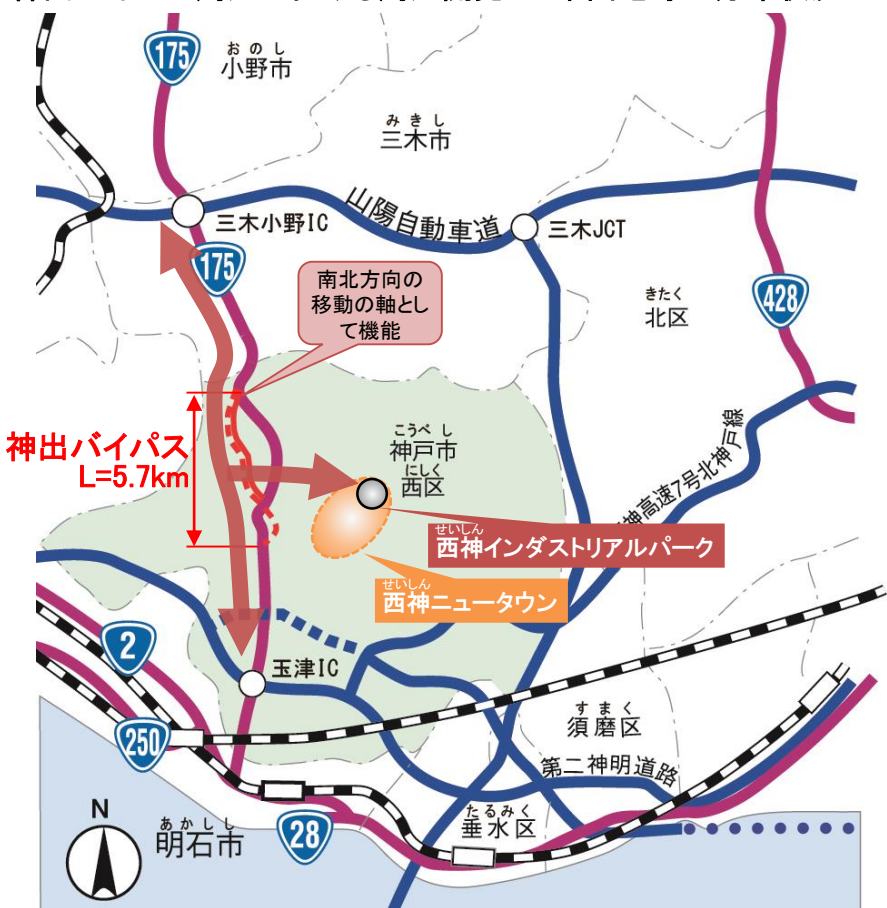 175
おのし
小野市
みきし
三木市
山陽自動車道
三木小野IC
三木JCT
175
南北方向の
移動の軸とし
て機能
きたく
北区
428
神出バイパス
L=5.7km
こうべし
神戸市
にしく
西区
神高速7号北神戸線
せいしん
西神インダストリアルパーク
せいしん
西神ニュータウン
2
玉津IC
250
すまく
須磨区
第二神明道路
N
あかしし
明石市
28
たるみく
垂水区